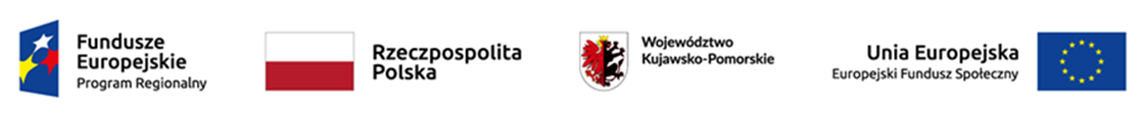 Fundusze
Europejskie
Program Regionalny
Rzeczpospolita
Polska
Województwo
Kujawsko-Pomorskie
Unia Europejska
Europejski Fundusz Społeczny